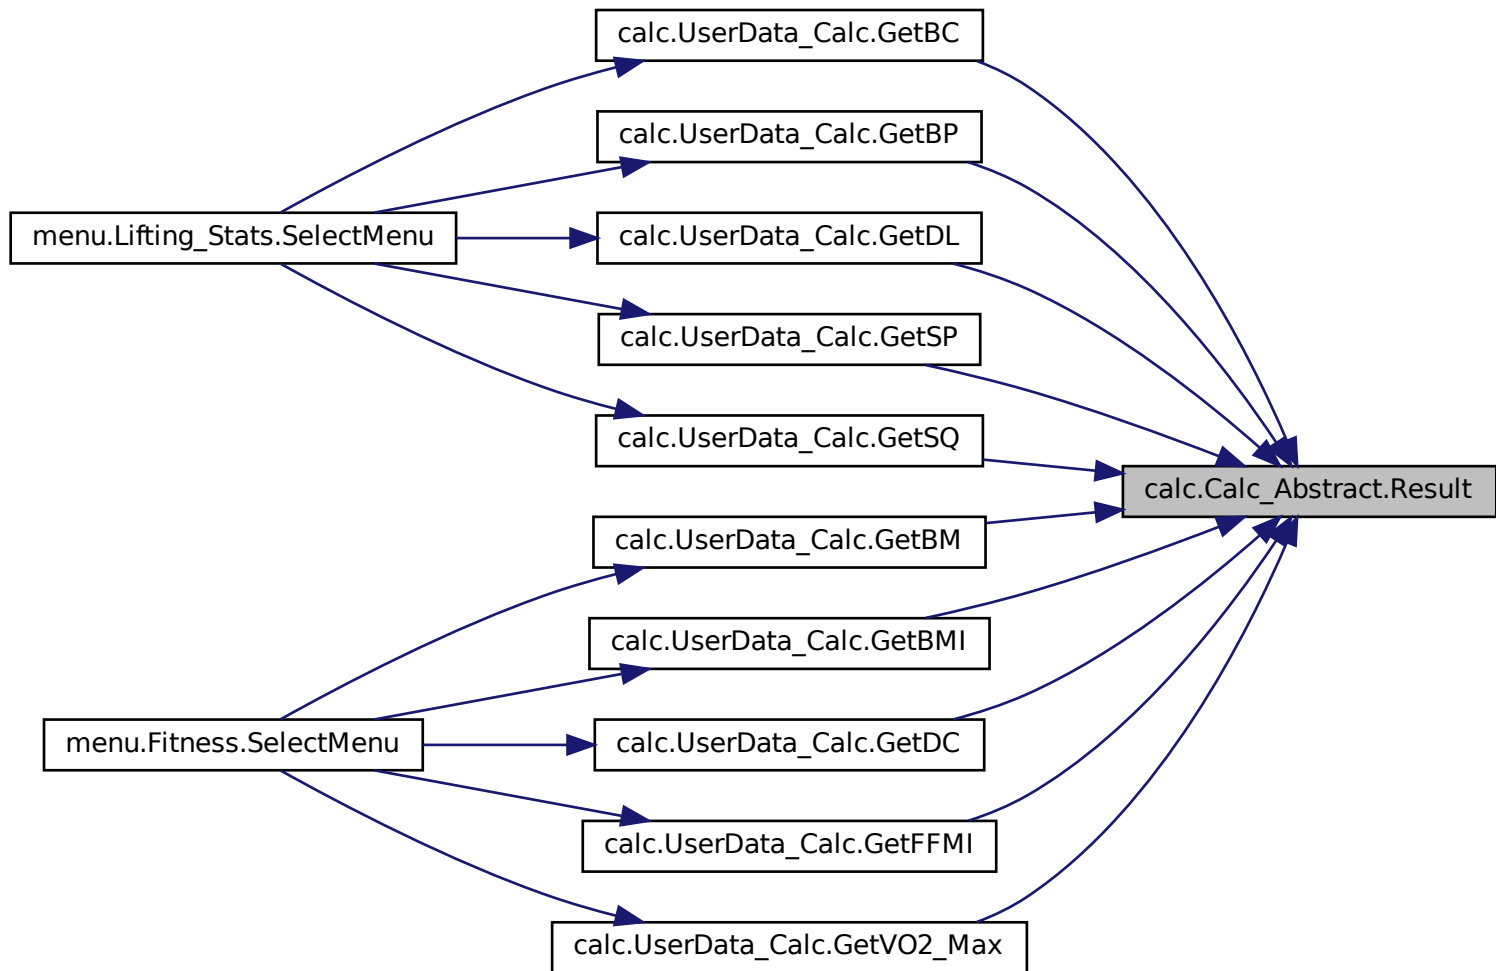 calc.UserData_Calc.GetBC
calc.UserData_Calc.GetBP
menu.Lifting_Stats.SelectMenu
calc.UserData_Calc.GetDL
calc.UserData_Calc.GetSP
calc.UserData_Calc.GetSQ
calc.Calc_Abstract.Result
calc.UserData_Calc.GetBM
calc.UserData_Calc.GetBMI
menu.Fitness.SelectMenu
calc.UserData_Calc.GetDC
calc.UserData_Calc.GetFFMI
calc.UserData_Calc.GetVO2_Max